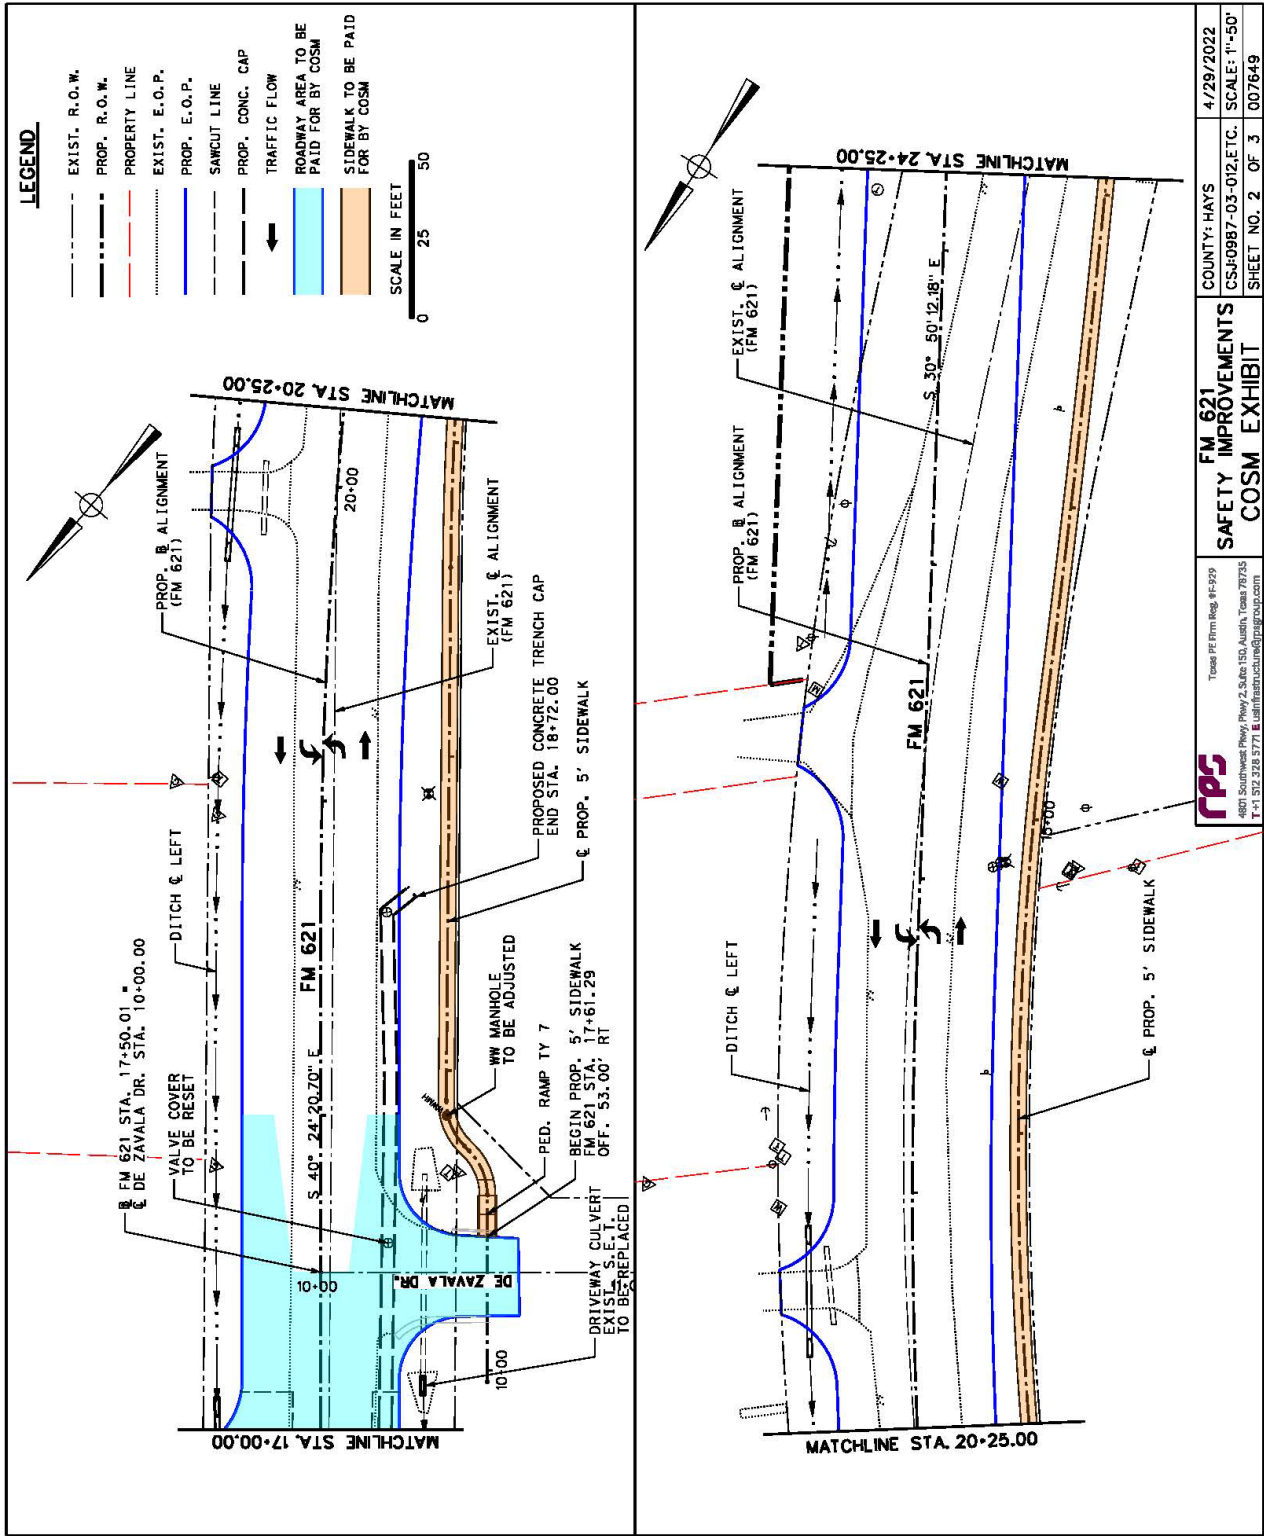 LEGEND
EXIST. R.O.W.
PROP. R.O.W.
PROPERTY LINE
EXIST. E.O.P.
PROP. E.O.P.
SAWCUT LINE
PROP. CONC. CAP
TRAFFIC FLOW
ROADWAY AREA TO BE
PAID FOR BY COSM
SIDEWALK TO BE PAID
FOR BY COSM
SCALE IN FEET
0 25 50
MATCHLINE STA. 17+00.00
MATCHLINE STA. 20+25.00
℄ DE ZAVALA DR. STA. 10+00.00
VALVE COVER
TO BE RESET
DITCH ℄ LEFT
(FM 621)
FM 621
S 40° 24'20.70" E
20+00
10+00
DE ZAVALA DR.
EXIST. ℄ ALIGNMENT
(FM 621)
PROPOSED CONCRETE TRENCH CAP
END STA. 18+72.00
℄ PROP. 5' SIDEWALK
WW MANHOLE
TO BE ADJUSTED
PED. RAMP TY 7
BEGIN PROP. 5' SIDEWALK
FM 621 STA. 17+61.29
OFF. 53.00' RT
DRIVEWAY CULVERT
EXIST. S.E.T.
TO BE REPLACED
10+00
MATCHLINE STA. 20+25.00
MATCHLINE STA. 24+25.00
DITCH ℄ LEFT
(FM 621)
EXIST. ℄ ALIGNMENT
(FM 621)
FM 621
S 30° 50'12.18" E
15+00
℄ PROP. 5' SIDEWALK
rps
Texas PE Firm Reg. #F-929
4801 Southwest Pkwy, Pkwy 2, Suite 150, Austin, Texas 78735
T +1 512 328 5771 E usinfrastructure@rpsgroup.com
FM 621
SAFETY IMPROVEMENTS
COSM EXHIBIT
COUNTY: HAYS
4/29/2022
CSJ:0987-03-012,ETC.
SCALE: 1"-50'
SHEET NO. 2 OF 3
007649